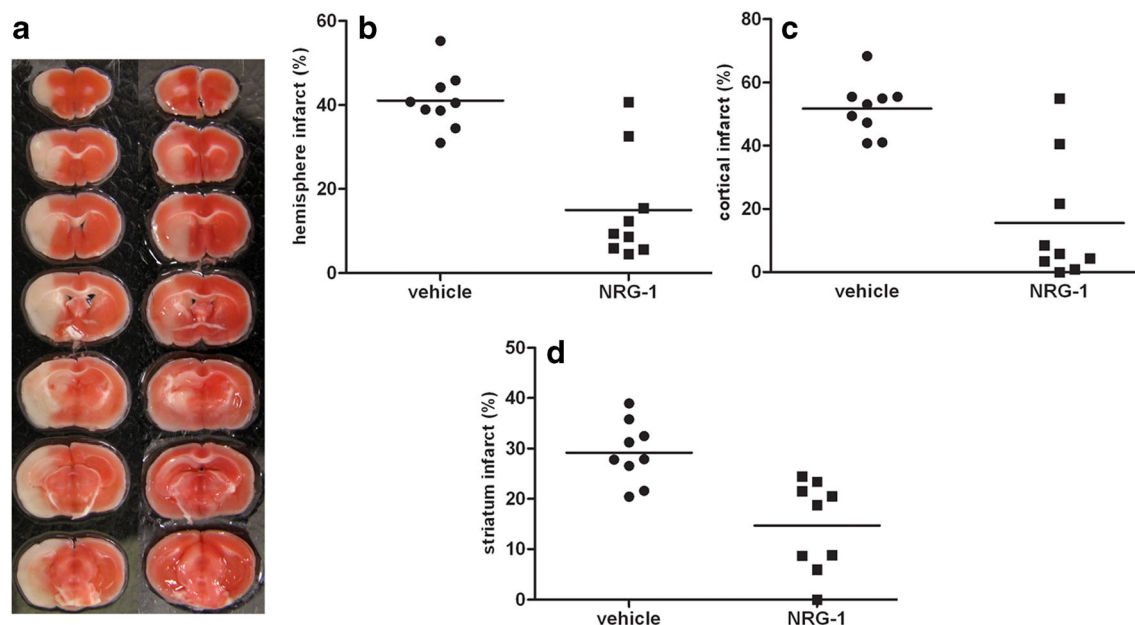 a
b
hemisphere infarct (%)
60
40
20
0
vehicle
NRG-1
c
cortical infarct (%)
80
60
40
20
0
vehicle
NRG-1
d
striatum infarct (%)
50
40
30
20
10
0
vehicle
NRG-1